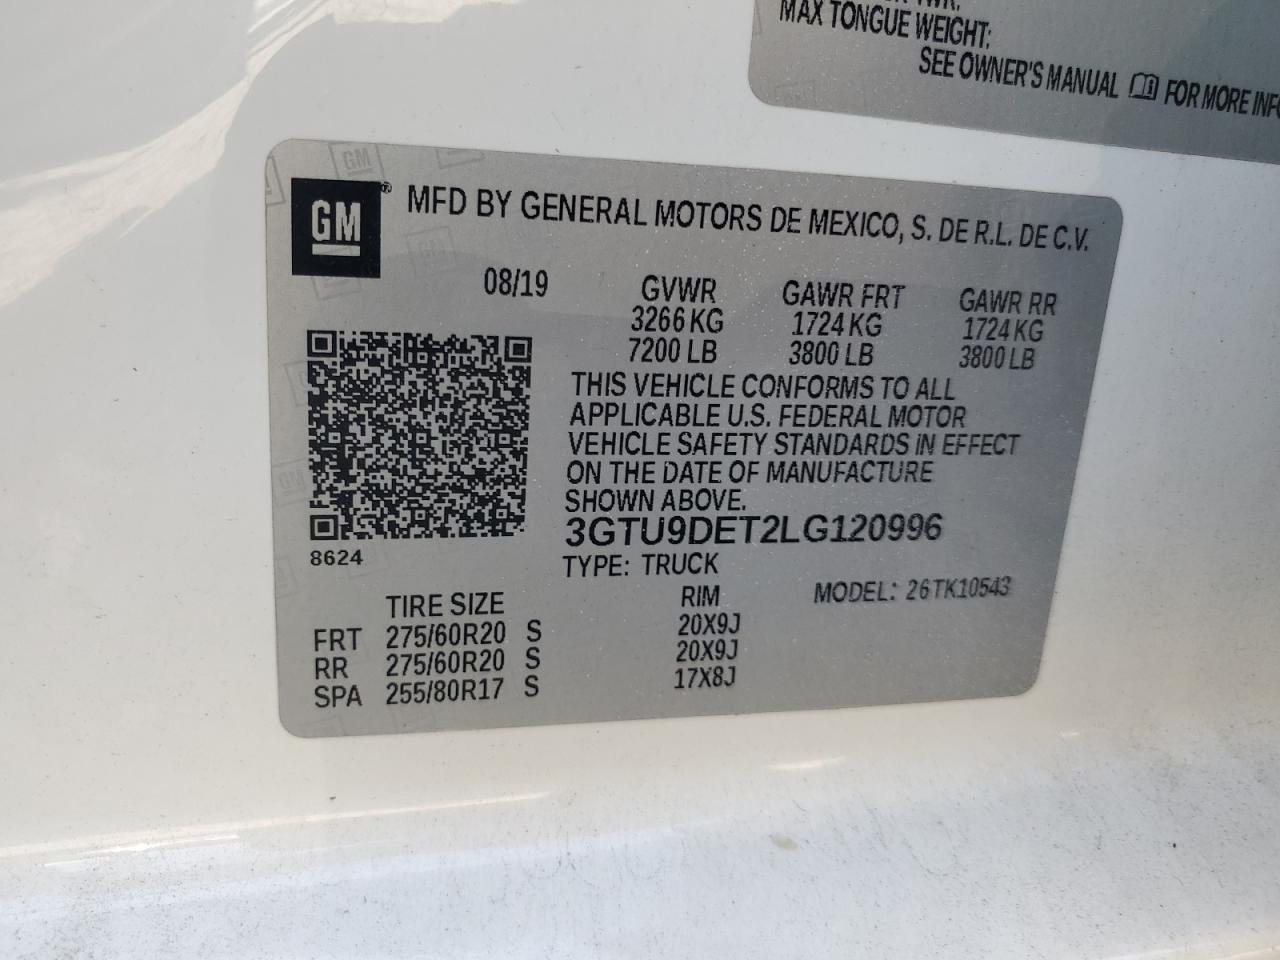 MAX TONGUE WEIGHT:
SEE OWNER'S MANUAL FOR MORE INFO
GM
GM ® MFD BY GENERAL MOTORS DE MEXICO, S. DE R.L. DE C.V.
08/19 GVWR GAWR FRT GAWR RR
3266 KG 1724 KG 1724 KG
7200 LB 3800 LB 3800 LB
THIS VEHICLE CONFORMS TO ALL
APPLICABLE U.S. FEDERAL MOTOR
VEHICLE SAFETY STANDARDS IN EFFECT
ON THE DATE OF MANUFACTURE
SHOWN ABOVE.
3GTU9DET2LG120996
8624
TYPE: TRUCK
MODEL: 26TK10543
TIRE SIZE RIM
FRT 275/60R20 S 20X9J
RR 275/60R20 S 20X9J
SPA 255/80R17 S 17X8J